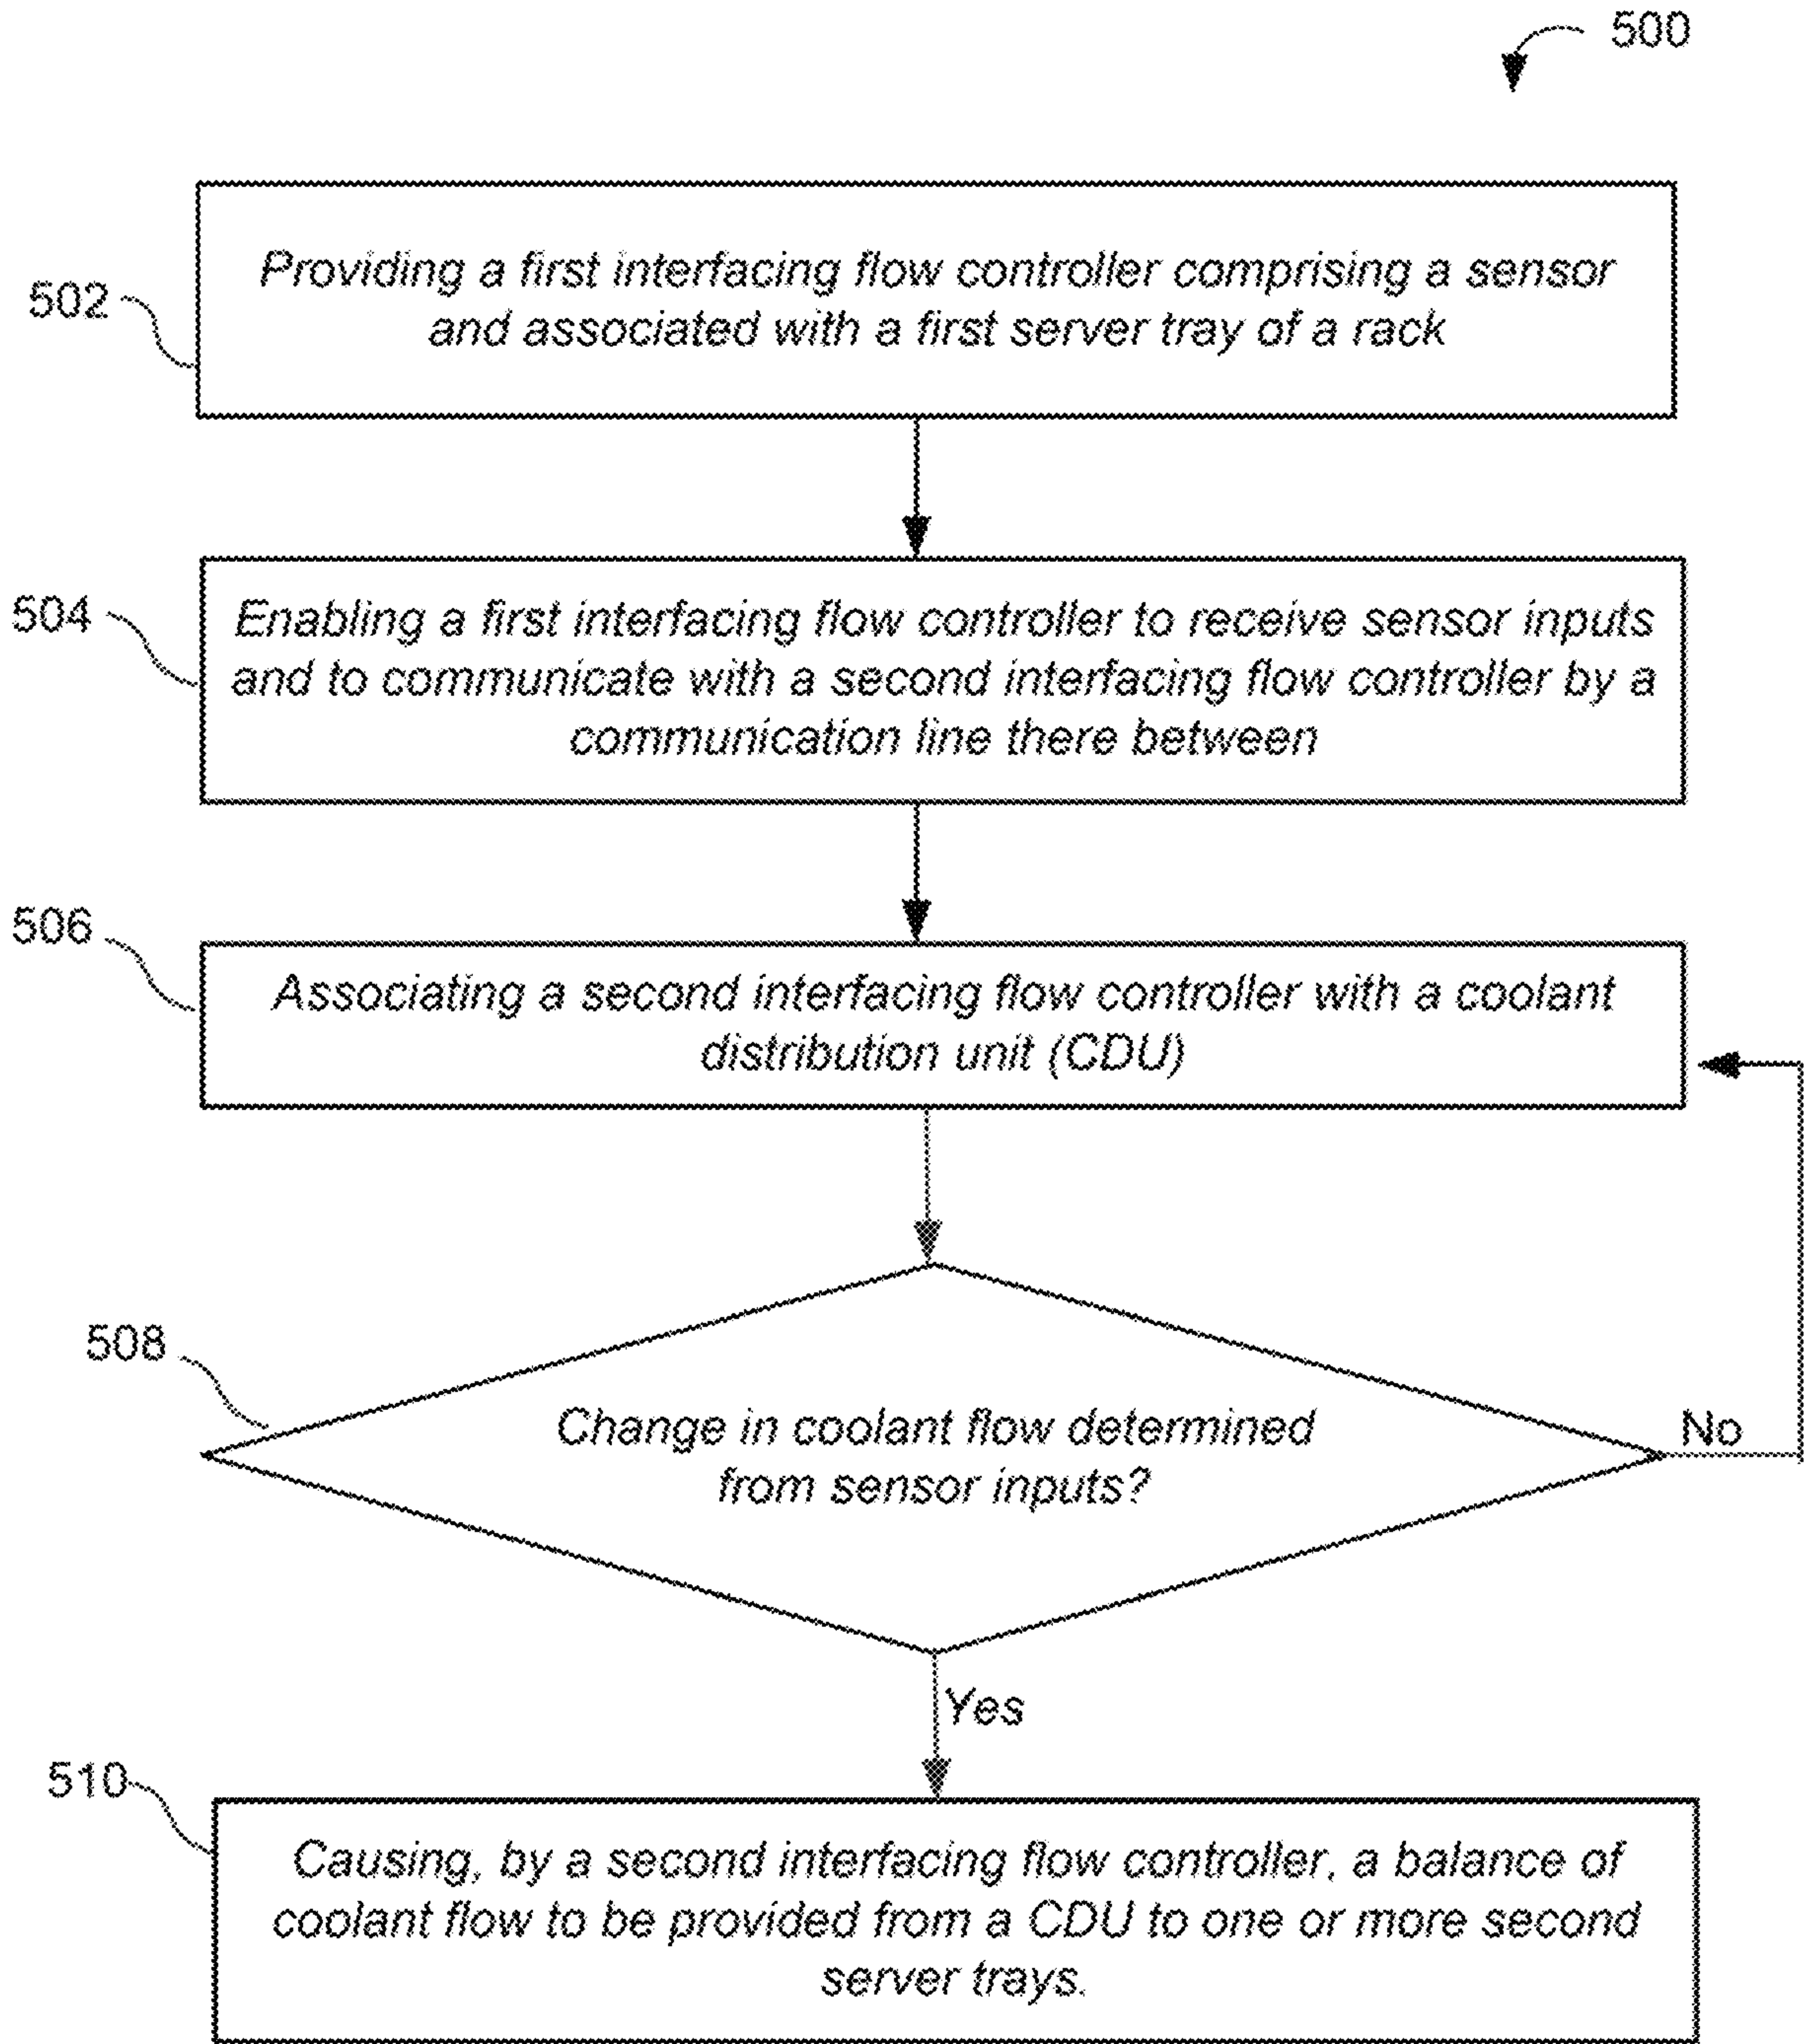 500
502
Providing a first interfacing flow controller comprising a sensor
and associated with a first server tray of a rack
504
Enabling a first interfacing flow controller to receive sensor inputs
and to communicate with a second interfacing flow controller by a
communication line there between
506
Associating a second interfacing flow controller with a coolant
distribution unit (CDU)
508
Change in coolant flow determined
from sensor inputs?
No
Yes
510
Causing, by a second interfacing flow controller, a balance of
coolant flow to be provided from a CDU to one or more second
server trays.